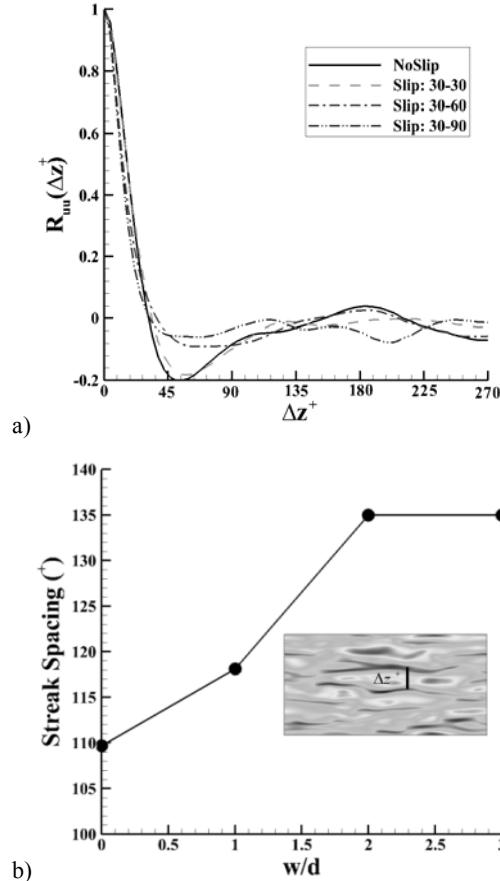 1
0.8
0.6
0.4
0.2
0
-0.2
R_uu(Δz⁺)
NoSlip
Slip: 30-30
Slip: 30-60
Slip: 30-90
0 45 90 135 180 225 270
Δz⁺
a)
140
135
130
125
120
115
110
105
100
Streak Spacing (⁺)
Δz⁺
0 0.5 1 1.5 2 2.5 3
w/d
b)